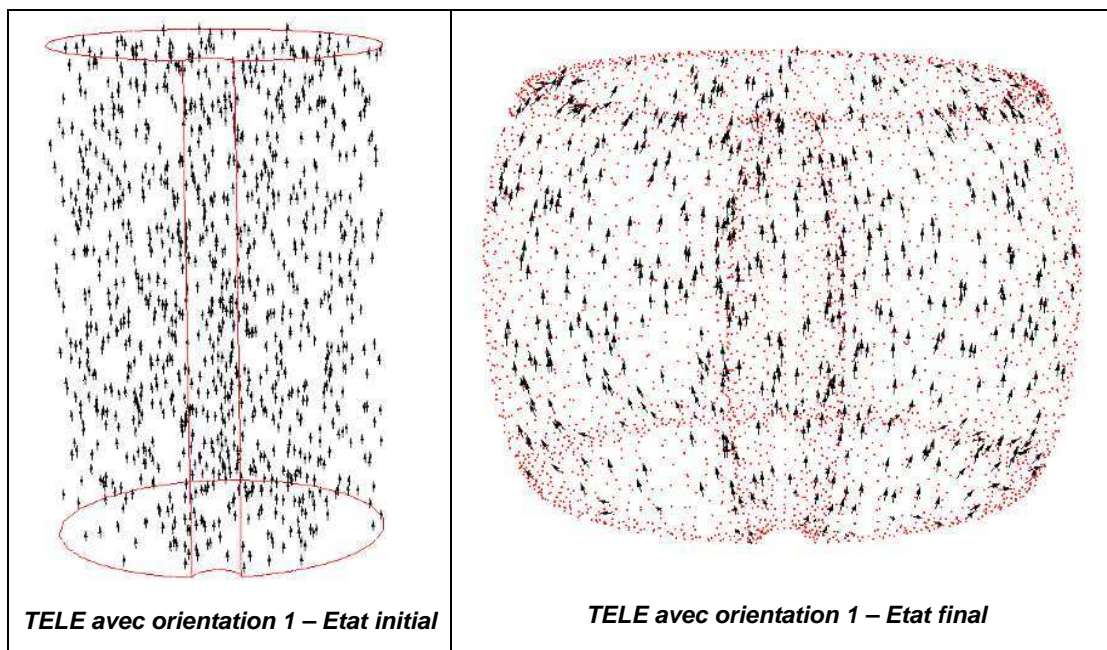 TELE avec orientation 1 – Etat initial
TELE avec orientation 1 – Etat final